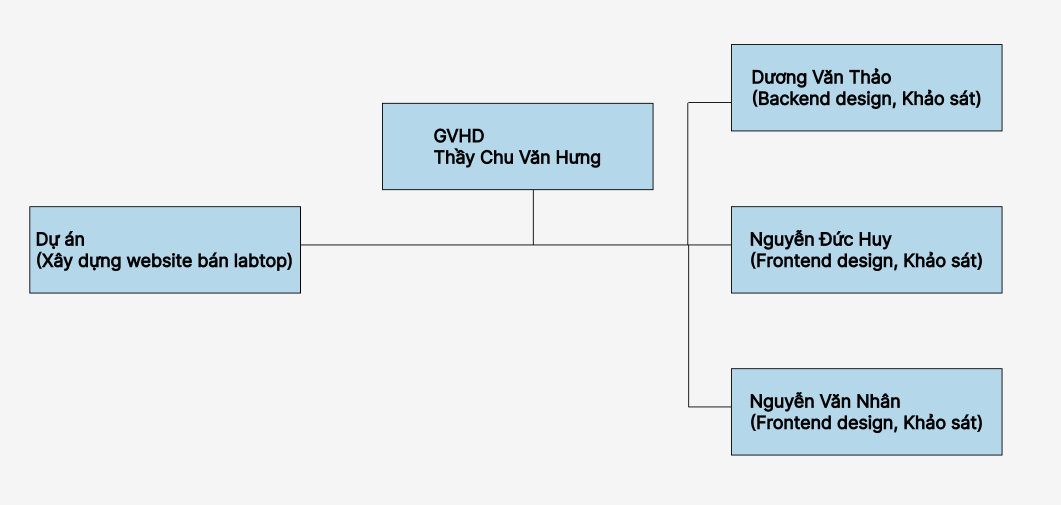 Dương Văn Thảo
(Backend design, Khảo sát)
GVHD
Thầy Chu Văn Hưng
Dự án
(Xây dựng website bán labtop)
Nguyễn Đức Huy
(Frontend design, Khảo sát)
Nguyễn Văn Nhân
(Frontend design, Khảo sát)